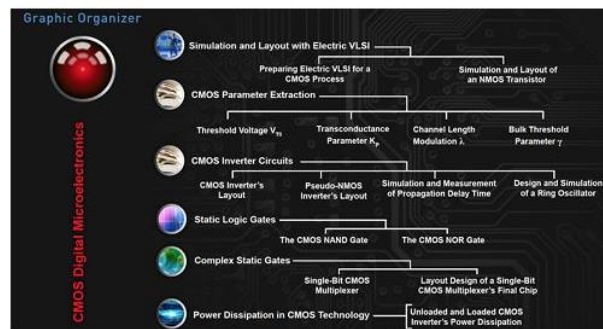 Graphic Organizer
CMOS Digital Microelectronics
Simulation and Layout with Electric VLSI
Preparing Electric VLSI for a
CMOS Process
Simulation and Layout of
an NMOS Transistor
CMOS Parameter Extraction
Threshold Voltage VT0
Transconductance
Parameter KP
Channel Length
Modulation λ
Bulk Threshold
Parameter γ
CMOS Inverter Circuits
CMOS Inverter's
Layout
Pseudo-NMOS
Inverter's Layout
Simulation and Measurement
of Propagation Delay Time
Design and Simulation
of a Ring Oscillator
Static Logic Gates
The CMOS NAND Gate
The CMOS NOR Gate
Complex Static Gates
Single-Bit CMOS
Multiplexer
Layout Design of a Single-Bit
CMOS Multiplexer's Final Chip
Power Dissipation in CMOS Technology
Unloaded and Loaded CMOS
Inverter's Power Dissipation